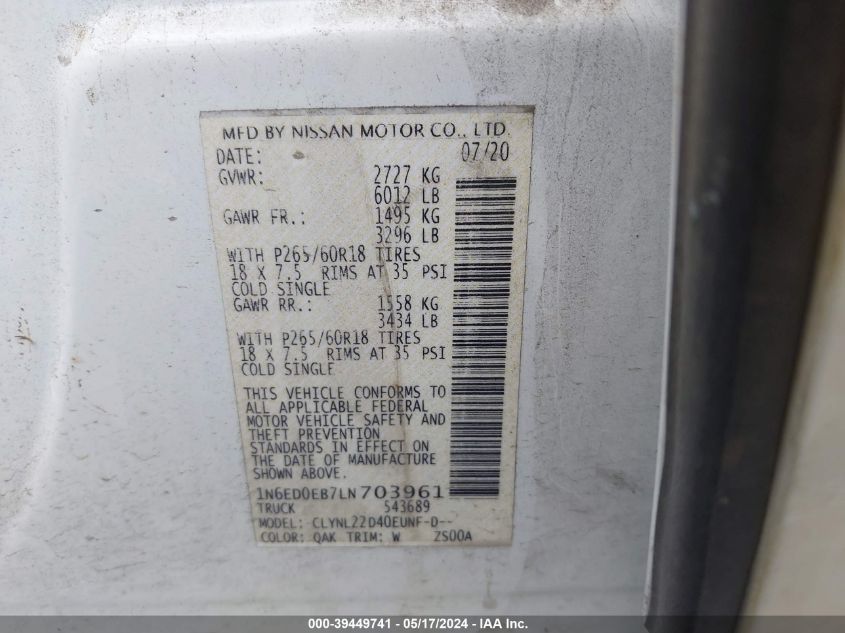 MFD BY NISSAN MOTOR CO., LTD.
DATE: 07/20
GVWR: 2727 KG
6012 LB
GAWR FR.: 1495 KG
3296 LB
WITH P265/60R18 TIRES
18 X 7.5 RIMS AT 35 PSI
COLD SINGLE
GAWR RR.: 1558 KG
3434 LB
WITH P265/60R18 TIRES
18 X 7.5 RIMS AT 35 PSI
COLD SINGLE
THIS VEHICLE CONFORMS TO
ALL APPLICABLE FEDERAL
MOTOR VEHICLE SAFETY AND
THEFT PREVENTION
STANDARDS IN EFFECT ON
THE DATE OF MANUFACTURE
SHOWN ABOVE.
1N6ED0EB7LN703961
TRUCK 543689
MODEL: CLYNL22D40EUNF-D--
COLOR: QAK TRIM: W ZS00A
000-39449741 - 05/17/2024 - IAA Inc.